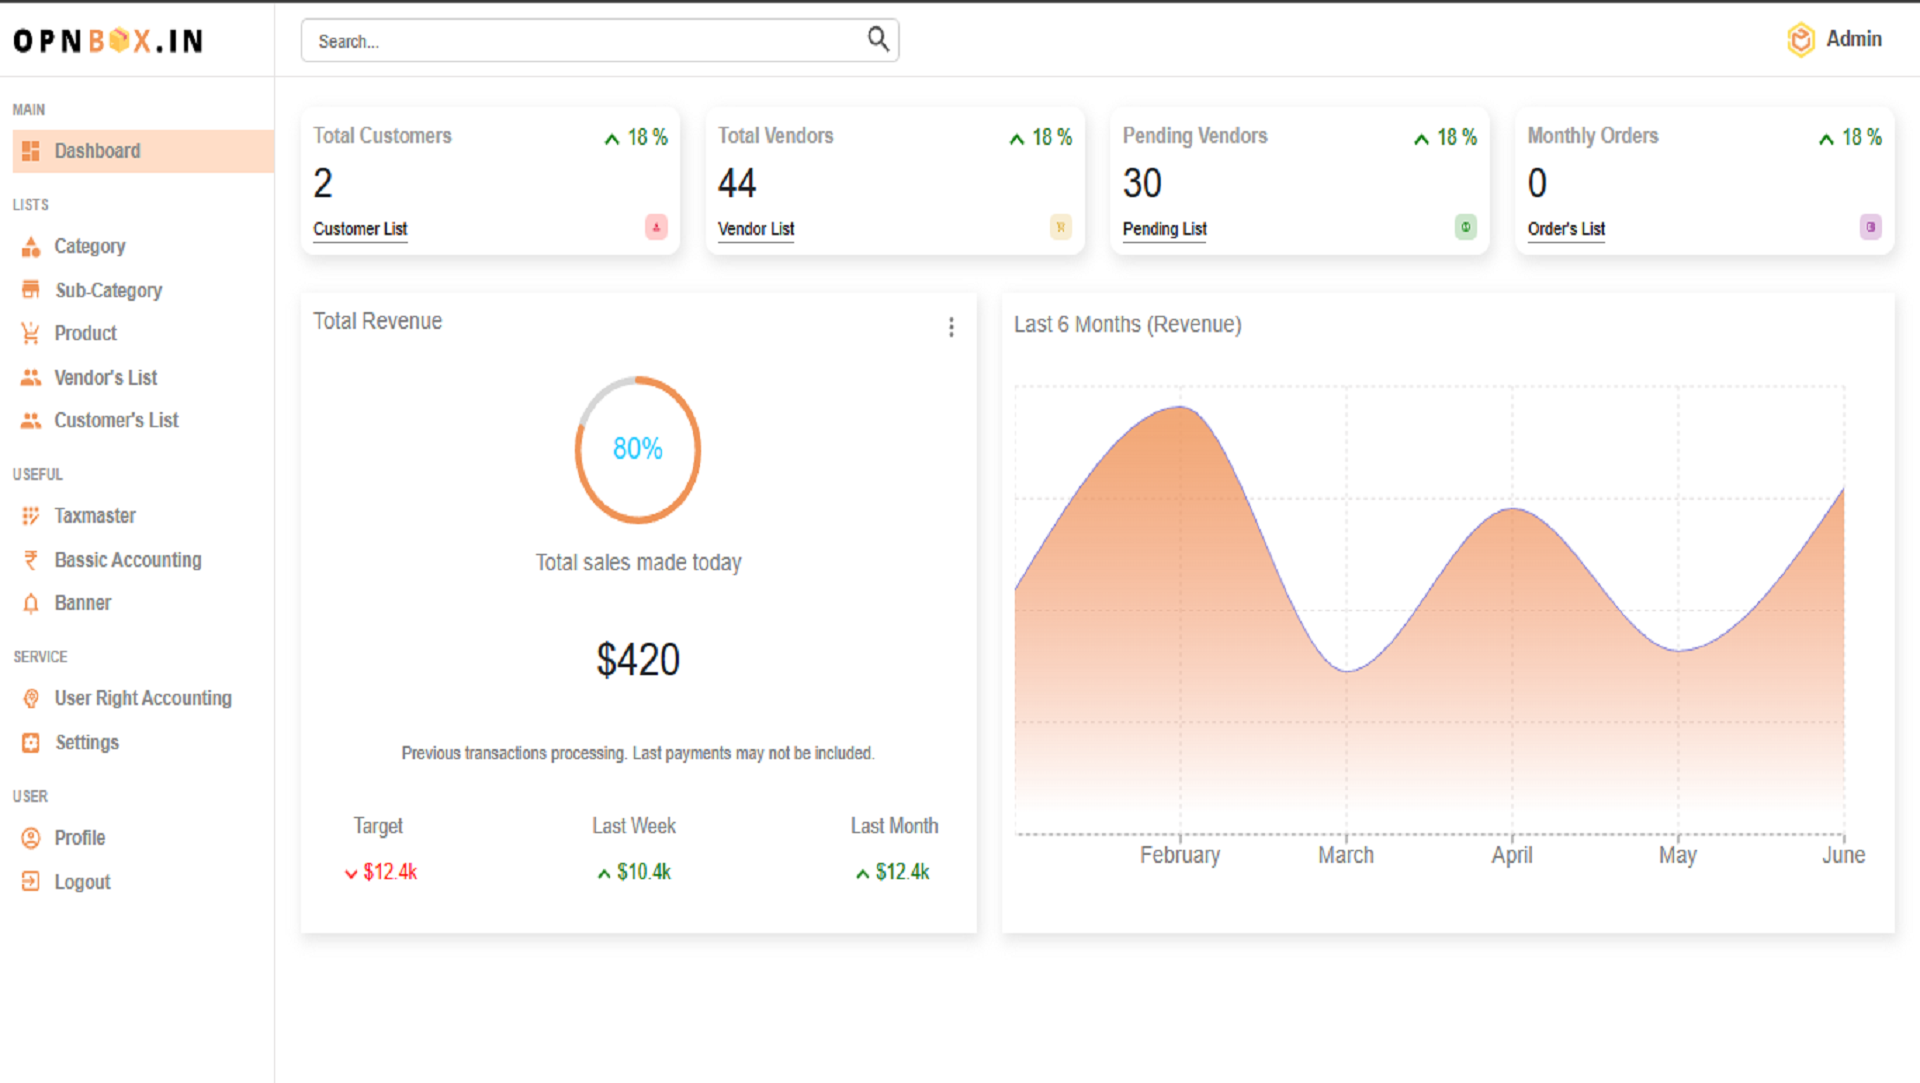 OPNBOX.IN
Search...
Admin
MAIN
Dashboard
LISTS
Category
Sub-Category
Product
Vendor's List
Customer's List
USEFUL
Taxmaster
Bassic Accounting
Banner
SERVICE
User Right Accounting
Settings
USER
Profile
Logout
Total Customers 18 %
2
Customer List
Total Vendors 18 %
44
Vendor List
Pending Vendors 18 %
30
Pending List
Monthly Orders 18 %
0
Order's List
Total Revenue
80%
Total sales made today
$420
Previous transactions processing. Last payments may not be included.
Target Last Week Last Month
$12.4k $10.4k $12.4k
Last 6 Months (Revenue)
February March April May June